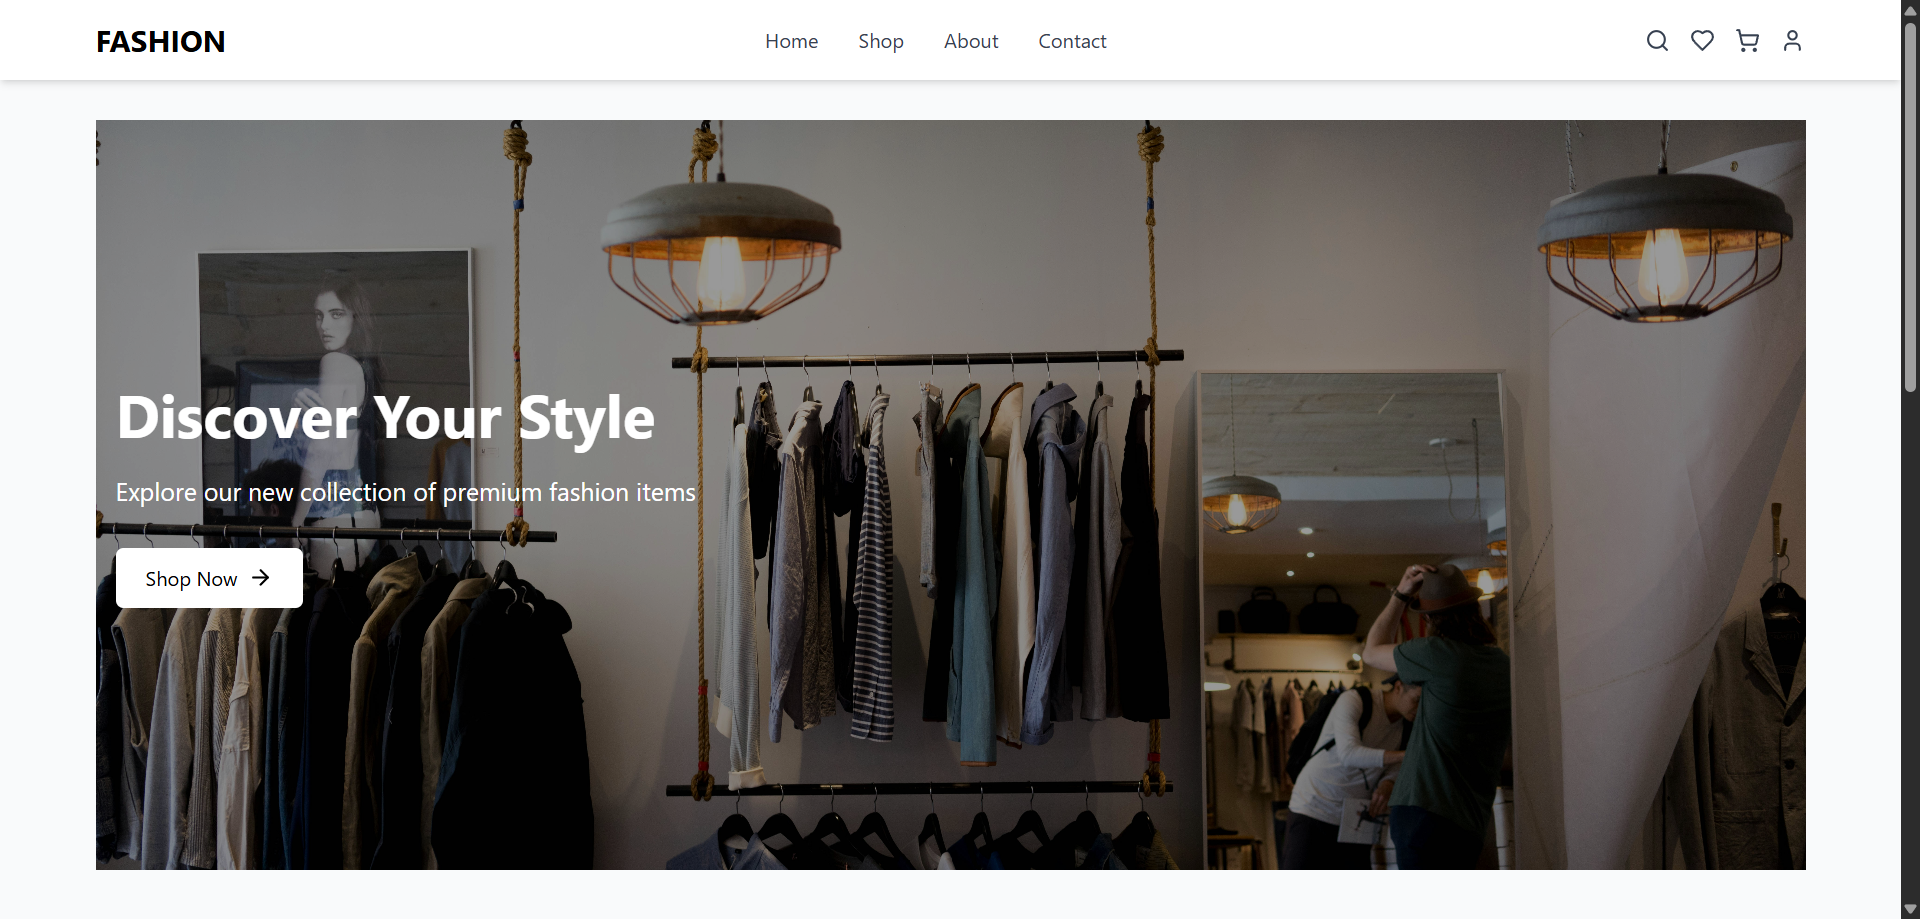 FASHION
Home
Shop
About
Contact
Discover Your Style
Explore our new collection of premium fashion items
Shop Now